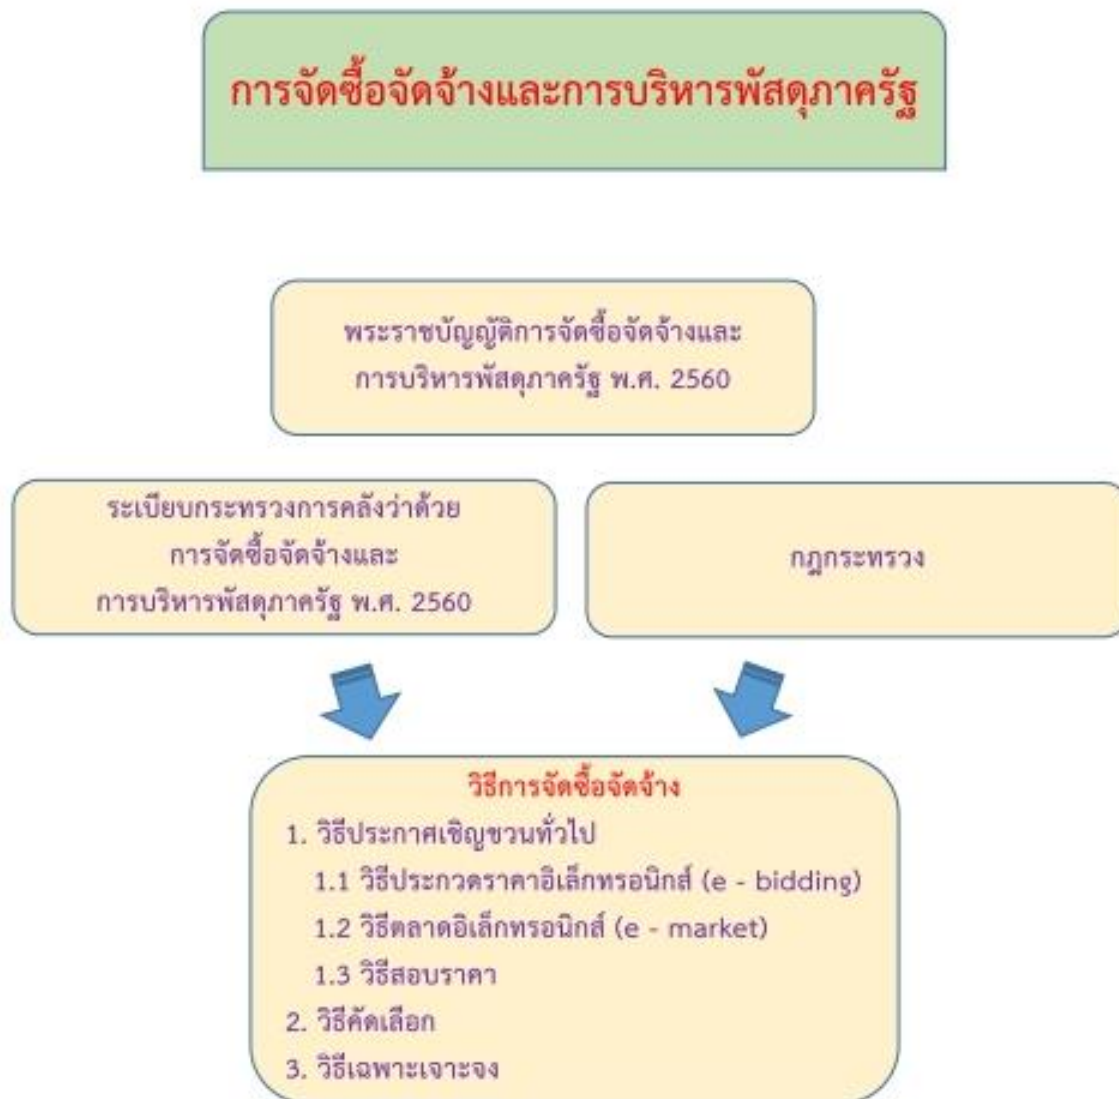 การจัดซื้อจัดจ้างและการบริหารพัสดุภาครัฐ
พระราชบัญญัติการจัดซื้อจัดจ้างและ
การบริหารพัสดุภาครัฐ พ.ศ. 2560
ระเบียบกระทรวงการคลังว่าด้วย
การจัดซื้อจัดจ้างและ
การบริหารพัสดุภาครัฐ พ.ศ. 2560
กฎกระทรวง
วิธีการจัดซื้อจัดจ้าง
1. วิธีประกาศเชิญชวนทั่วไป
1.1 วิธีประกวดราคาอิเล็กทรอนิกส์ (e - bidding)
1.2 วิธีตลาดอิเล็กทรอนิกส์ (e - market)
1.3 วิธีสอบราคา
2. วิธีคัดเลือก
3. วิธีเฉพาะเจาะจง